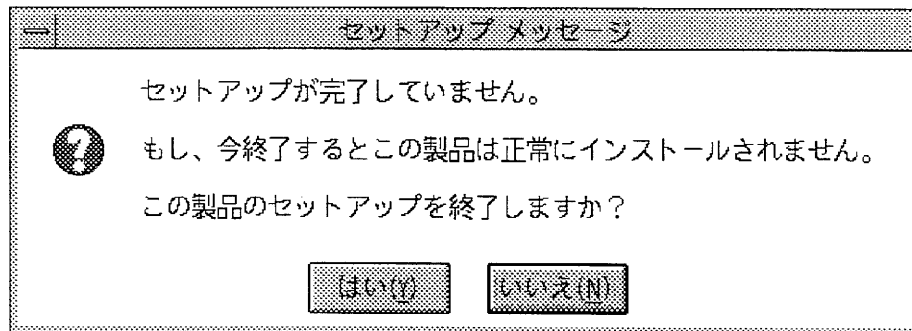 セットアップ メッセージ
セットアップが完了していません。
もし、今終了するとこの製品は正常にインストールされません。
この製品のセットアップを終了しますか？
はい(Y)
いいえ(N)